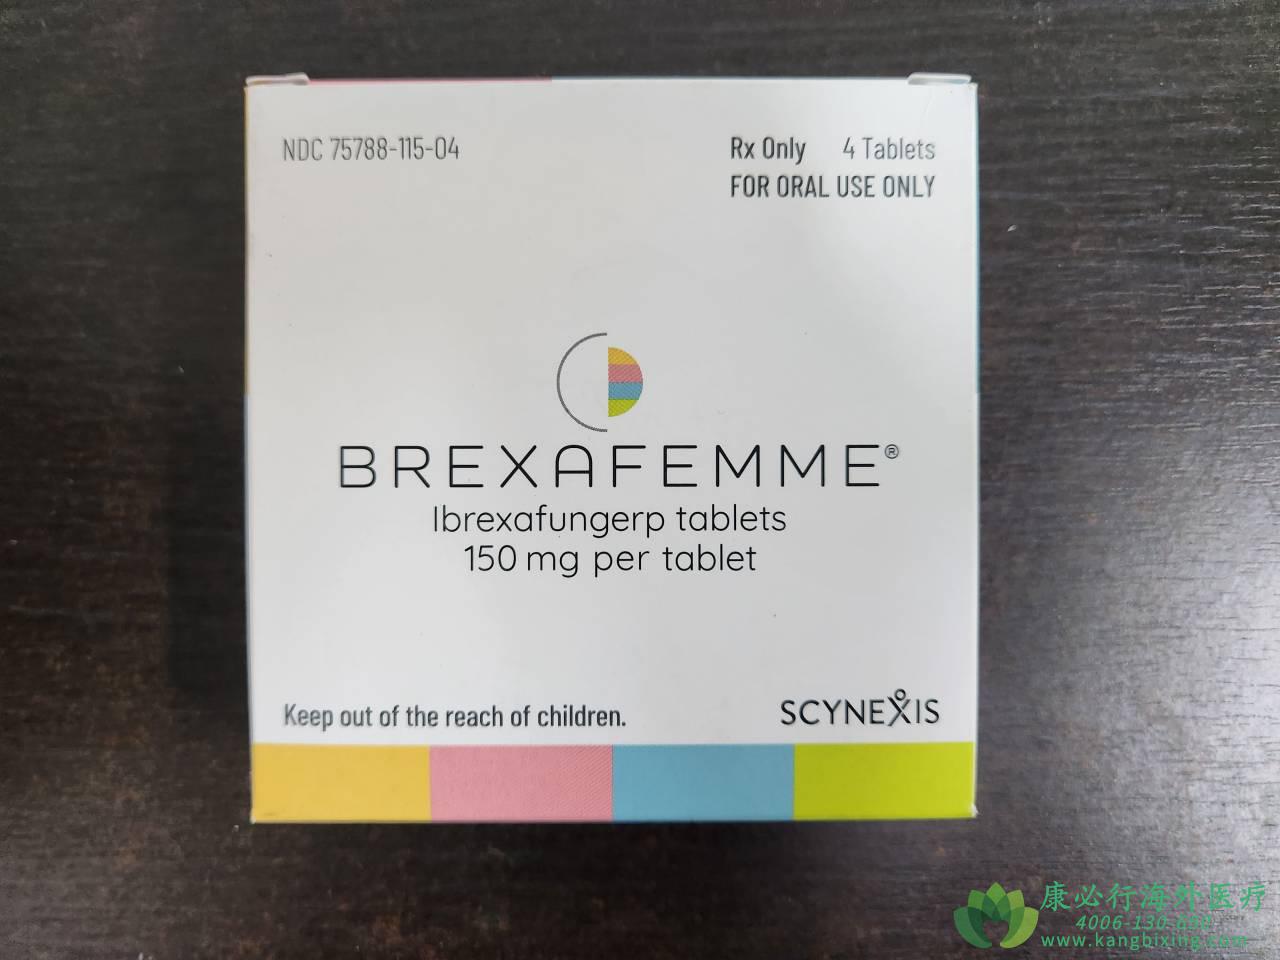 NDC 75788-115-04
Rx Only 4 Tablets
FOR ORAL USE ONLY
BREXAFEMME®
Ibrexafungerp tablets
150 mg per tablet
Keep out of the reach of children.
SCYNEXIS
康必行海外医疗
4006-130-650
www.kangbixing.com